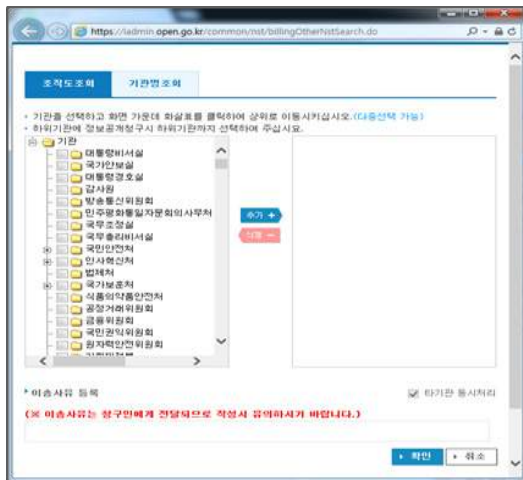 https://iadmin.open.go.kr/common/nst/billingOtherNstSearch.do
조직도조회 기관명조회
기관을 선택하고 화면 가운데 화살표를 클릭하여 상위로 이동시키십시오.(다중선택 가능)
하위기관에 정보공개청구시 하위기관까지 선택하여 주십시요.
기관
대통령비서실
국가안보실
대통령경호실
감사원
방송통신위원회
민주평화통일자문회의사무처
국무조정실
국무총리비서실
국민안전처
인사혁신처
법제처
국가보훈처
식품의약품안전처
공정거래위원회
금융위원회
국민권익위원회
원자력안전위원회
추가 +
삭제 −
이송사유 등록
타기관 동시처리
(※ 이송사유는 청구인에게 전달되므로 작성시 유의하시기 바랍니다.)
확인 취소